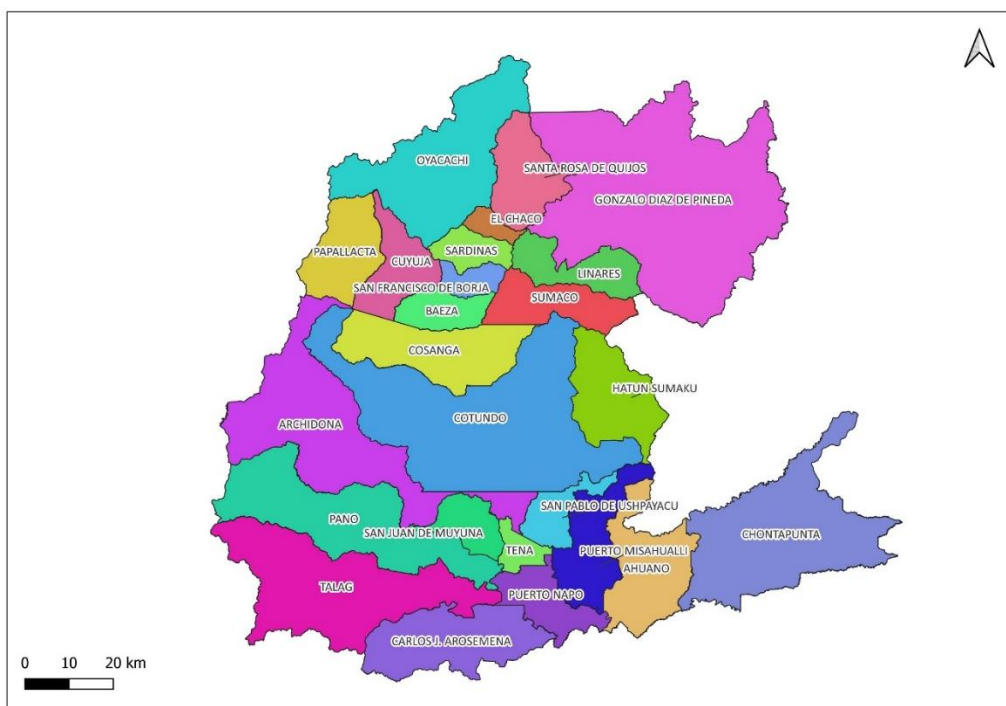 OYACACHI
SANTA ROSA DE QUIJOS
GONZALO DIAZ DE PINEDA
EL CHACO
PAPALLACTA
CUYUJA
SARDINAS
LINARES
SAN FRANCISCO DE BORJA
SUMACO
BAEZA
COSANGA
HATUN SUMAKU
ARCHIDONA
COTUNDO
SAN PABLO DE USHPAYACU
PANO
SAN JUAN DE MUYUNA
CHONTAPUNTA
TENA
PUERTO MISAHUALLI
AHUANO
TALAG
PUERTO NAPO
CARLOS J. AROSEMENA
0 10 20 km